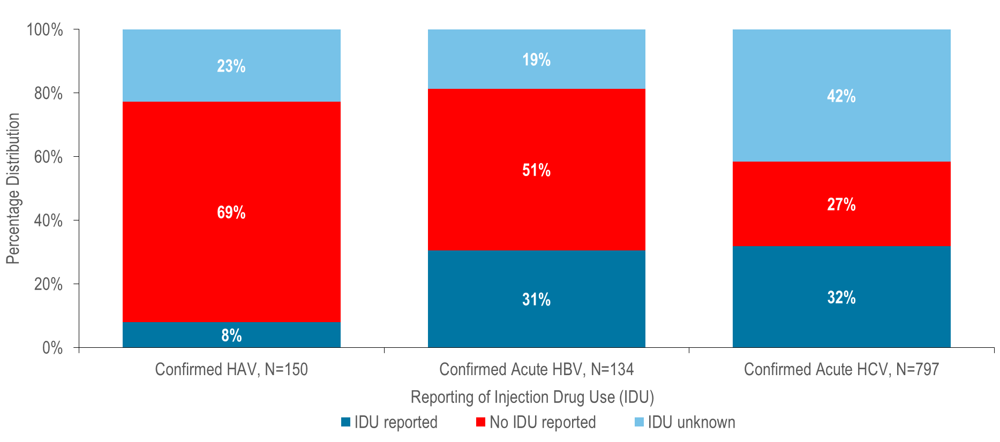 100%
80%
60%
40%
20%
0%
Percentage Distribution
23%
69%
8%
19%
51%
31%
42%
27%
32%
Confirmed HAV, N=150
Confirmed Acute HBV, N=134
Confirmed Acute HCV, N=797
Reporting of Injection Drug Use (IDU)
IDU reported
No IDU reported
IDU unknown